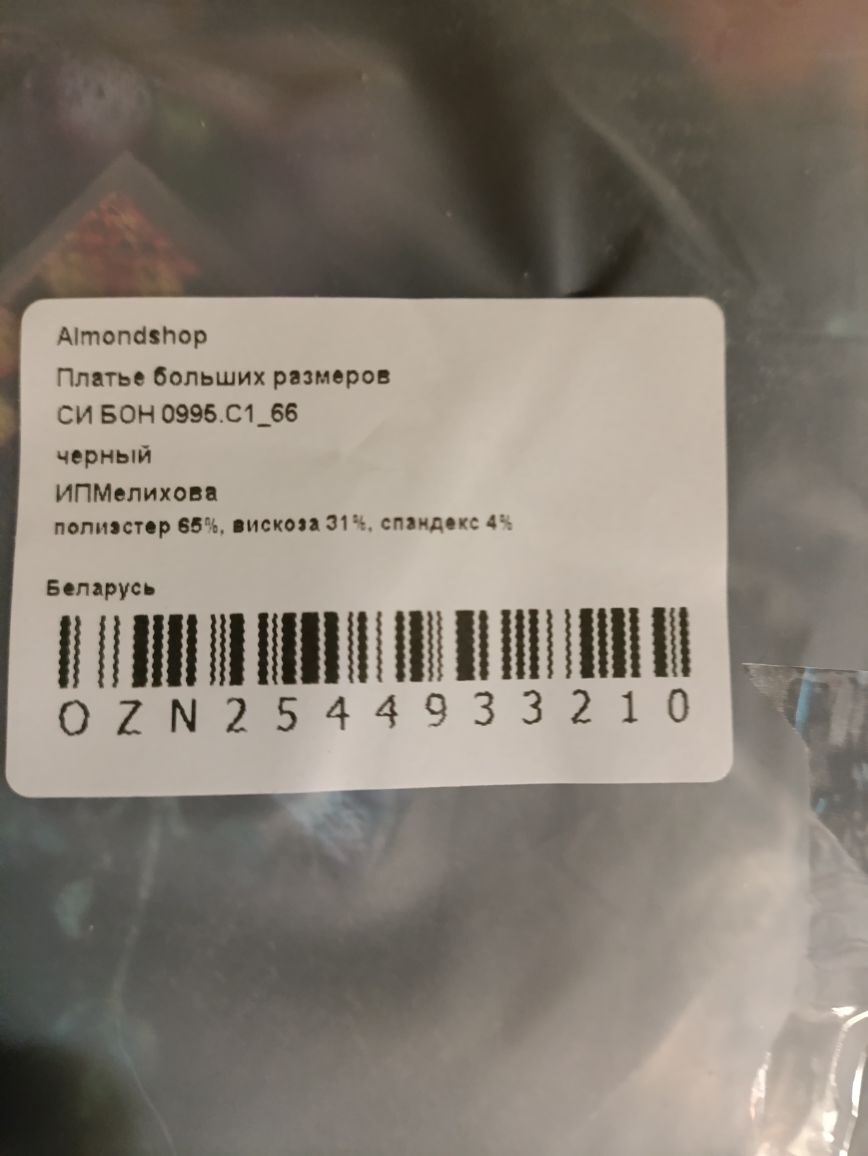 Almondshop
Платье больших размеров
СИ БОН 0995.С1_66
черный
ИПМелихова
полиэстер 65%, вискоза 31%, спандекс 4%
Беларусь
OZN2544933210